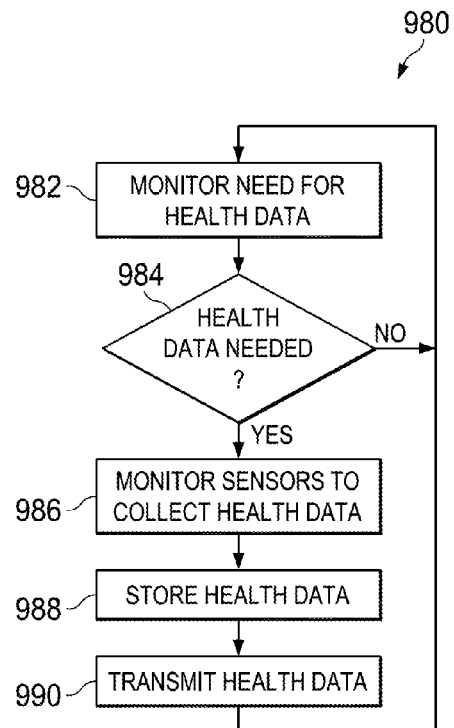 980
982
MONITOR NEED FOR
HEALTH DATA
984
HEALTH
DATA NEEDED
?
NO
YES
986
MONITOR SENSORS TO
COLLECT HEALTH DATA
988
STORE HEALTH DATA
990
TRANSMIT HEALTH DATA